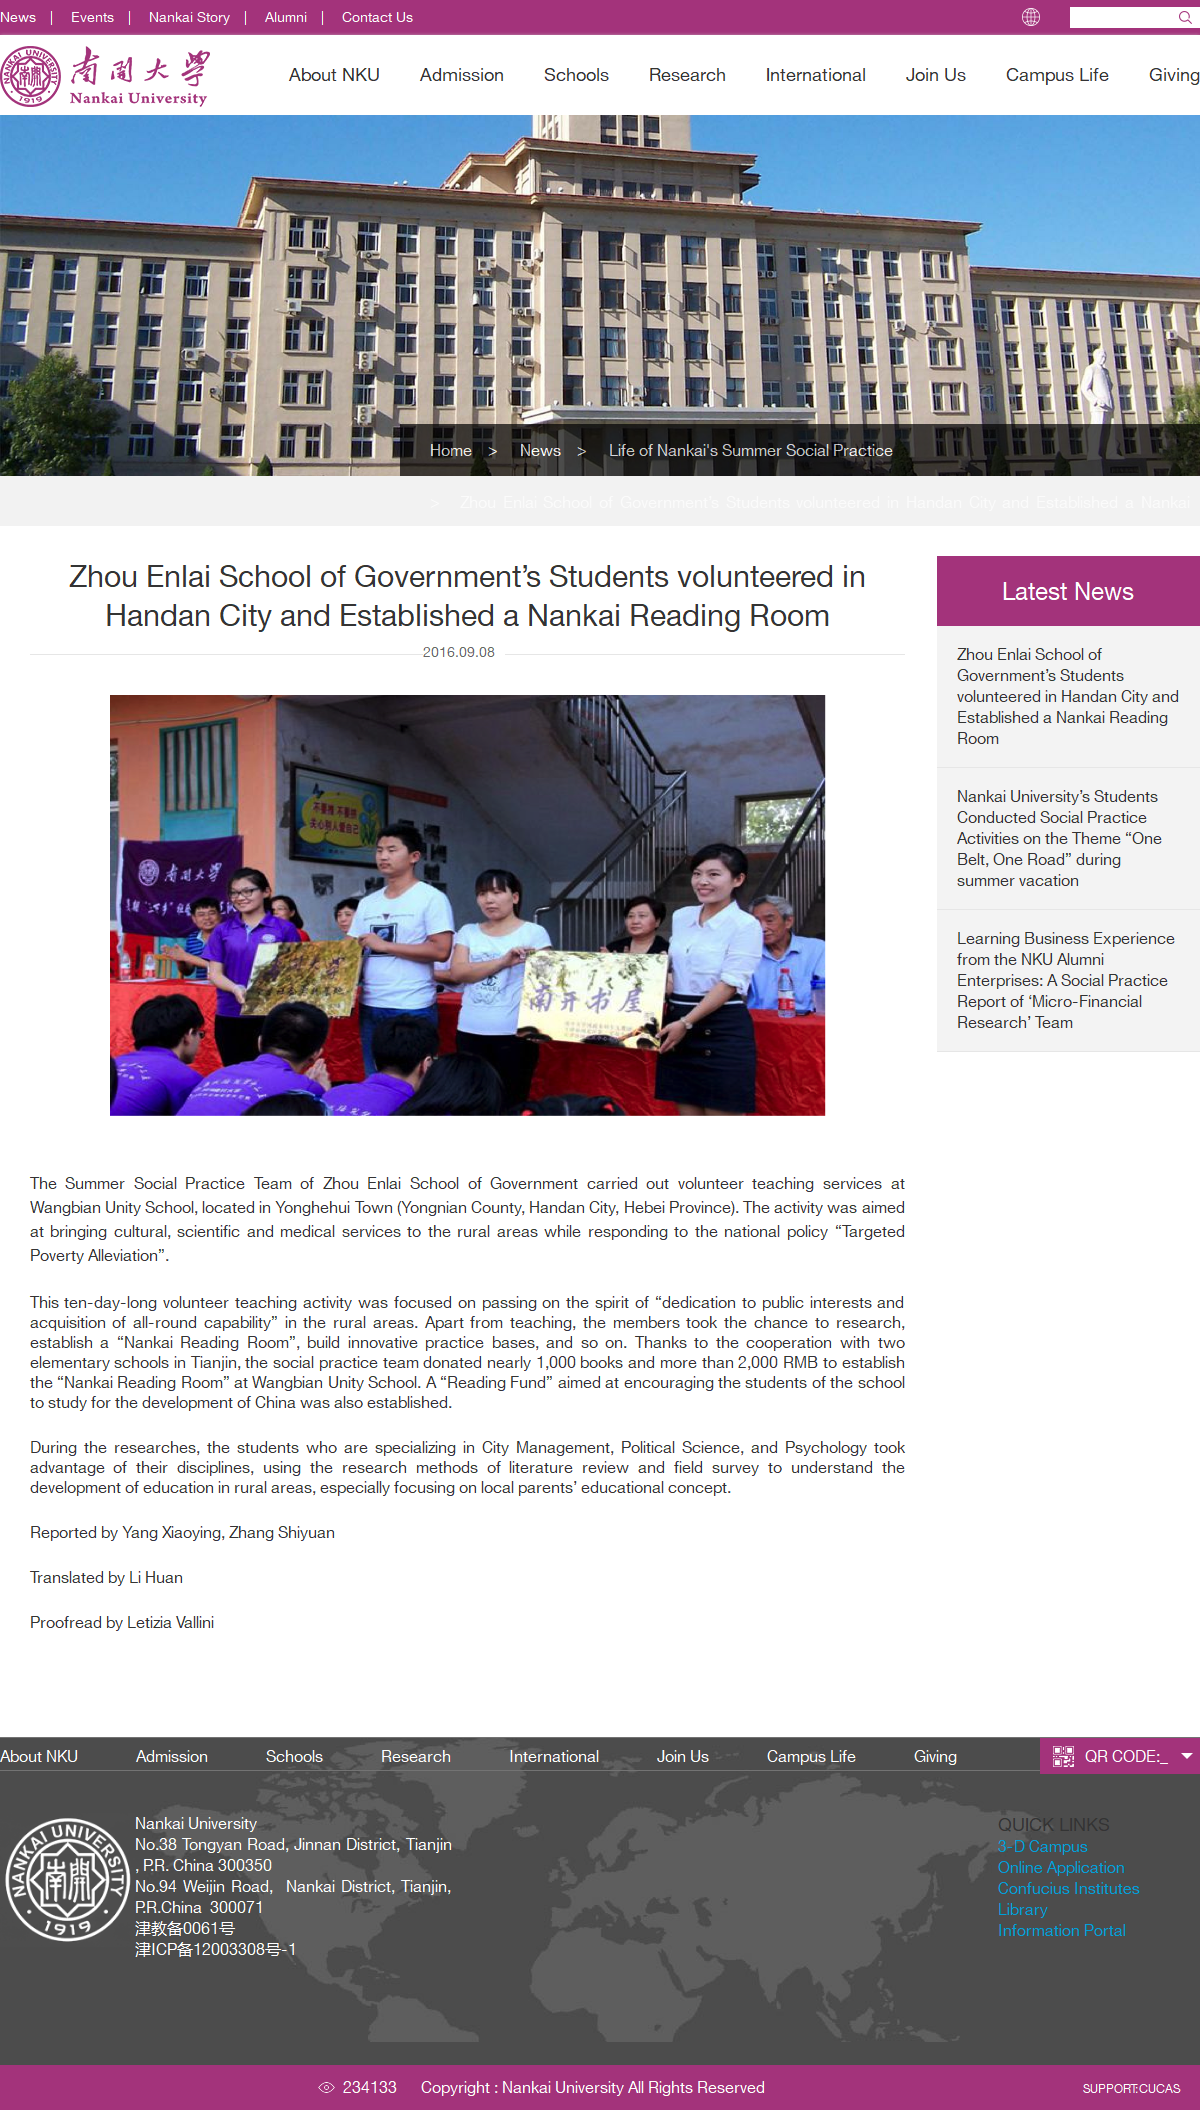 News | Events | Nankai Story | Alumni | Contact Us
NANKAI UNIVERSITY
1919
南開大學
Nankai University
About NKU Admission Schools Research International Join Us Campus Life Giving
Home > News > Life of Nankai's Summer Social Practice
> Zhou Enlai School of Government’s Students volunteered in Handan City and Established a Nankai
Zhou Enlai School of Government’s Students volunteered in
Handan City and Established a Nankai Reading Room
2016.09.08
不要挤 不要抢
关心别人爱自己
南開大學
南开书屋
The Summer Social Practice Team of Zhou Enlai School of Government carried out volunteer teaching services at
Wangbian Unity School, located in Yonghehui Town (Yongnian County, Handan City, Hebei Province). The activity was aimed
at bringing cultural, scientific and medical services to the rural areas while responding to the national policy “Targeted
Poverty Alleviation”.
This ten-day-long volunteer teaching activity was focused on passing on the spirit of “dedication to public interests and
acquisition of all-round capability” in the rural areas. Apart from teaching, the members took the chance to research,
establish a “Nankai Reading Room”, build innovative practice bases, and so on. Thanks to the cooperation with two
elementary schools in Tianjin, the social practice team donated nearly 1,000 books and more than 2,000 RMB to establish
the “Nankai Reading Room” at Wangbian Unity School. A “Reading Fund” aimed at encouraging the students of the school
to study for the development of China was also established.
During the researches, the students who are specializing in City Management, Political Science, and Psychology took
advantage of their disciplines, using the research methods of literature review and field survey to understand the
development of education in rural areas, especially focusing on local parents’ educational concept.
Reported by Yang Xiaoying, Zhang Shiyuan
Translated by Li Huan
Proofread by Letizia Vallini
Latest News
Zhou Enlai School of
Government’s Students
volunteered in Handan City and
Established a Nankai Reading
Room
Nankai University’s Students
Conducted Social Practice
Activities on the Theme “One
Belt, One Road” during
summer vacation
Learning Business Experience
from the NKU Alumni
Enterprises: A Social Practice
Report of ‘Micro-Financial
Research’ Team
About NKU Admission Schools Research International Join Us Campus Life Giving QR CODE:_
NANKAI UNIVERSITY
南開
1919
Nankai University
No.38 Tongyan Road, Jinnan District, Tianjin
, P.R. China 300350
No.94 Weijin Road, Nankai District, Tianjin,
P.R.China 300071
津教备0061号
津ICP备12003308号-1
QUICK LINKS
3-D Campus
Online Application
Confucius Institutes
Library
Information Portal
234133 Copyright : Nankai University All Rights Reserved
SUPPORT:CUCAS